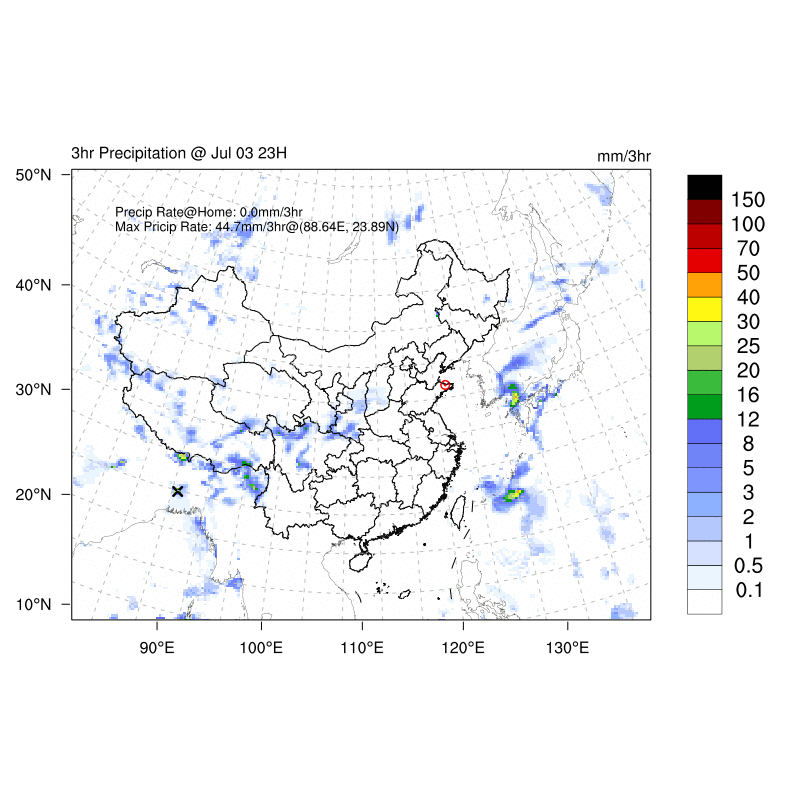 3hr Precipitation @ Jul 03 23H
mm/3hr
Precip Rate@Home: 0.0mm/3hr
Max Pricip Rate: 44.7mm/3hr@(88.64E, 23.89N)
50°N
40°N
30°N
20°N
10°N
90°E
100°E
110°E
120°E
130°E
150
100
70
50
40
30
25
20
16
12
8
5
3
2
1
0.5
0.1